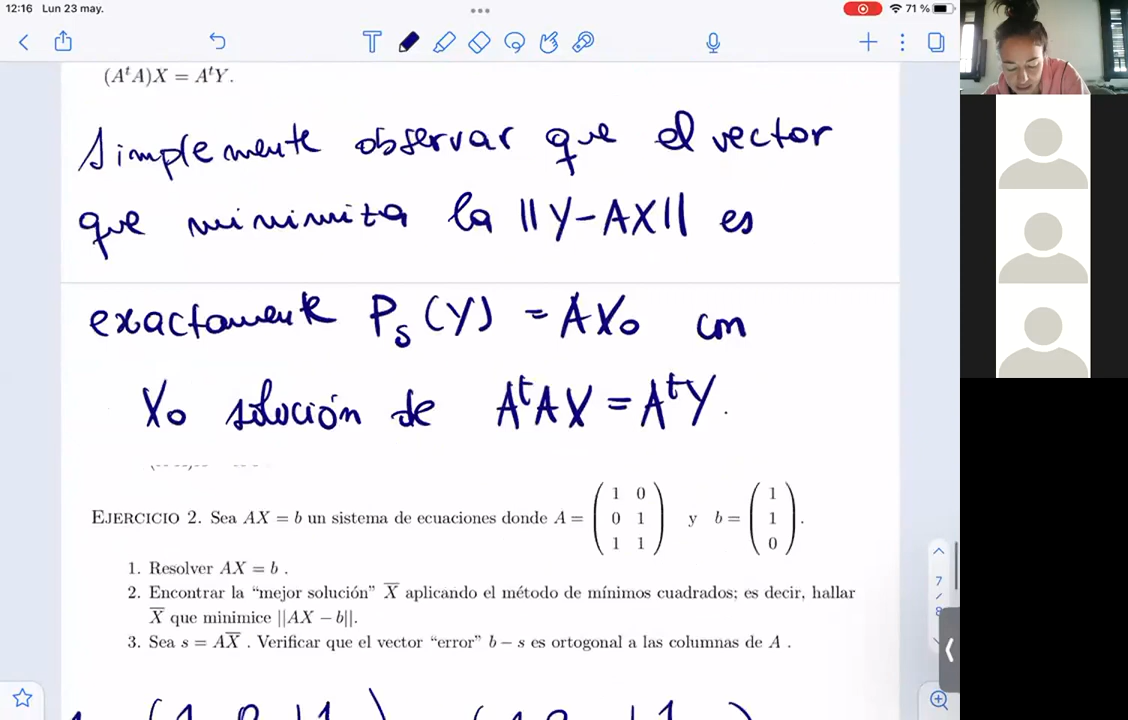 12:16 Lun 23 may.
71 %
(AᵗA)X = AᵗY.
Simplemente observar que el vector
que minimiza la ||Y-AX|| es
exactamente P_S(Y) = AX₀ con
X₀ solución de AᵗAX = AᵗY.
EJERCICIO 2. Sea AX = b un sistema de ecuaciones donde A = ( 1 0 0 1 1 1 ) y b = ( 1 1 0 ).
1. Resolver AX = b .
2. Encontrar la “mejor solución” X̅ aplicando el método de mínimos cuadrados; es decir, hallar
X̅ que minimice ||AX − b||.
3. Sea s = AX̅ . Verificar que el vector “error” b − s es ortogonal a las columnas de A .
7
/
8